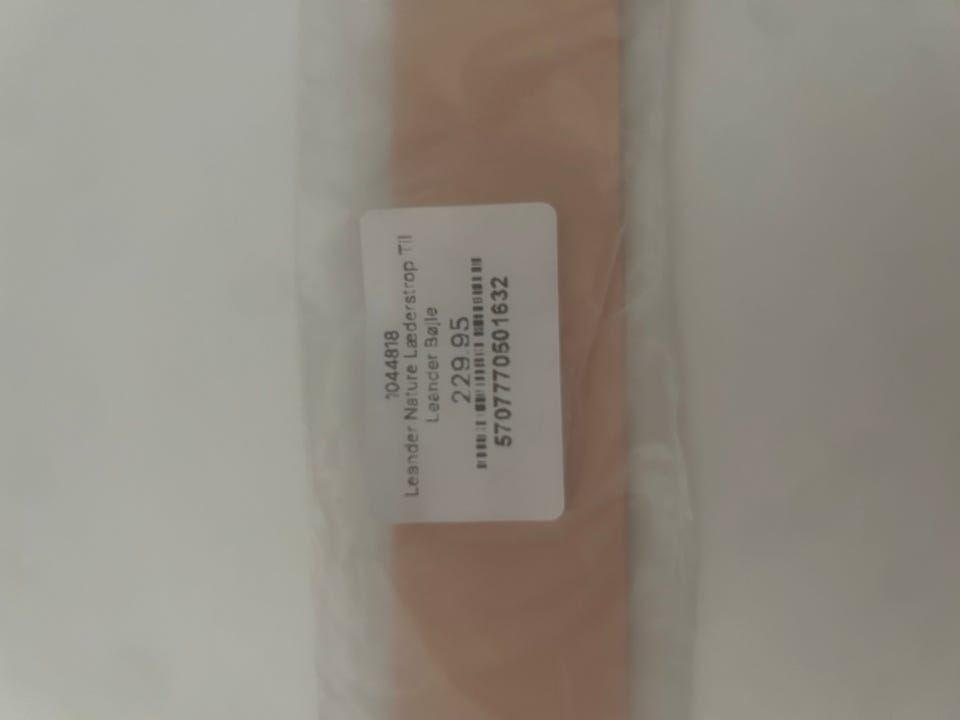 1044818
Leander Nature Læderstrop Til
Leander Bøjle
229.95
5707770501632